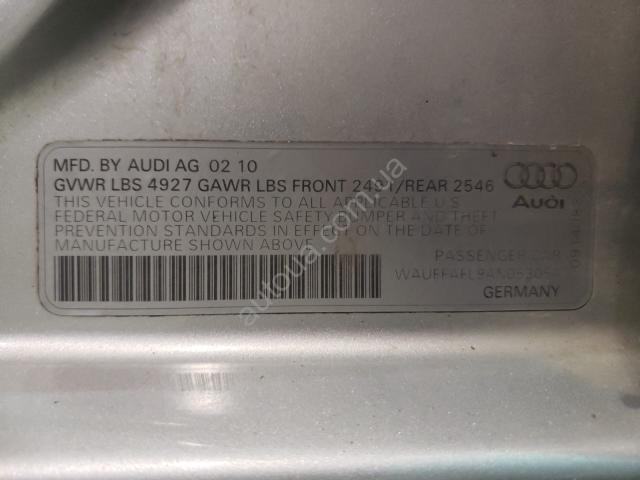 MFD. BY AUDI AG 02 10
GVWR LBS 4927 GAWR LBS FRONT /REAR 2546
THIS VEHICLE CONFORMS TO ALL APPLICABLE U.S
FEDERAL MOTOR VEHICLE SAFETY BUMPER AND THEFT
PREVENTION STANDARDS IN EFFECT ON THE DATE OF
MANUFACTURE SHOWN ABOVE
Audi
PASSENGER CAR
GERMANY
autoua.com.ua